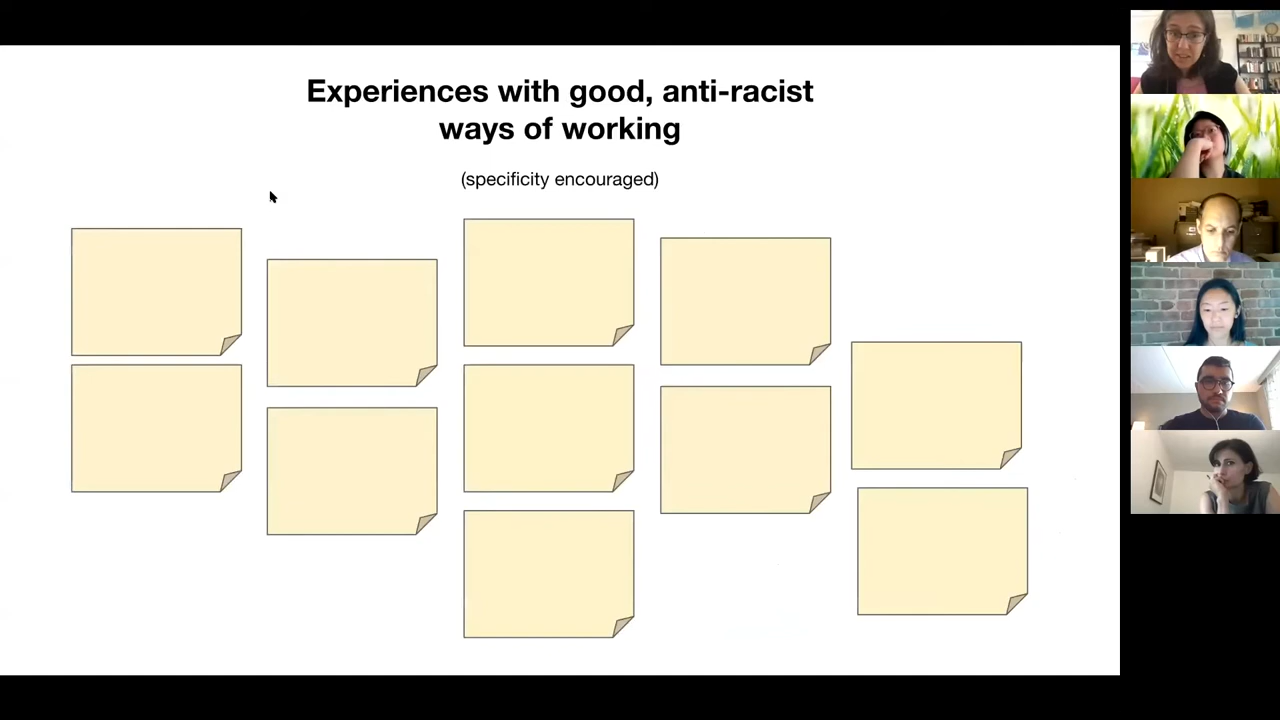 Experiences with good, anti-racist
ways of working
(specificity encouraged)